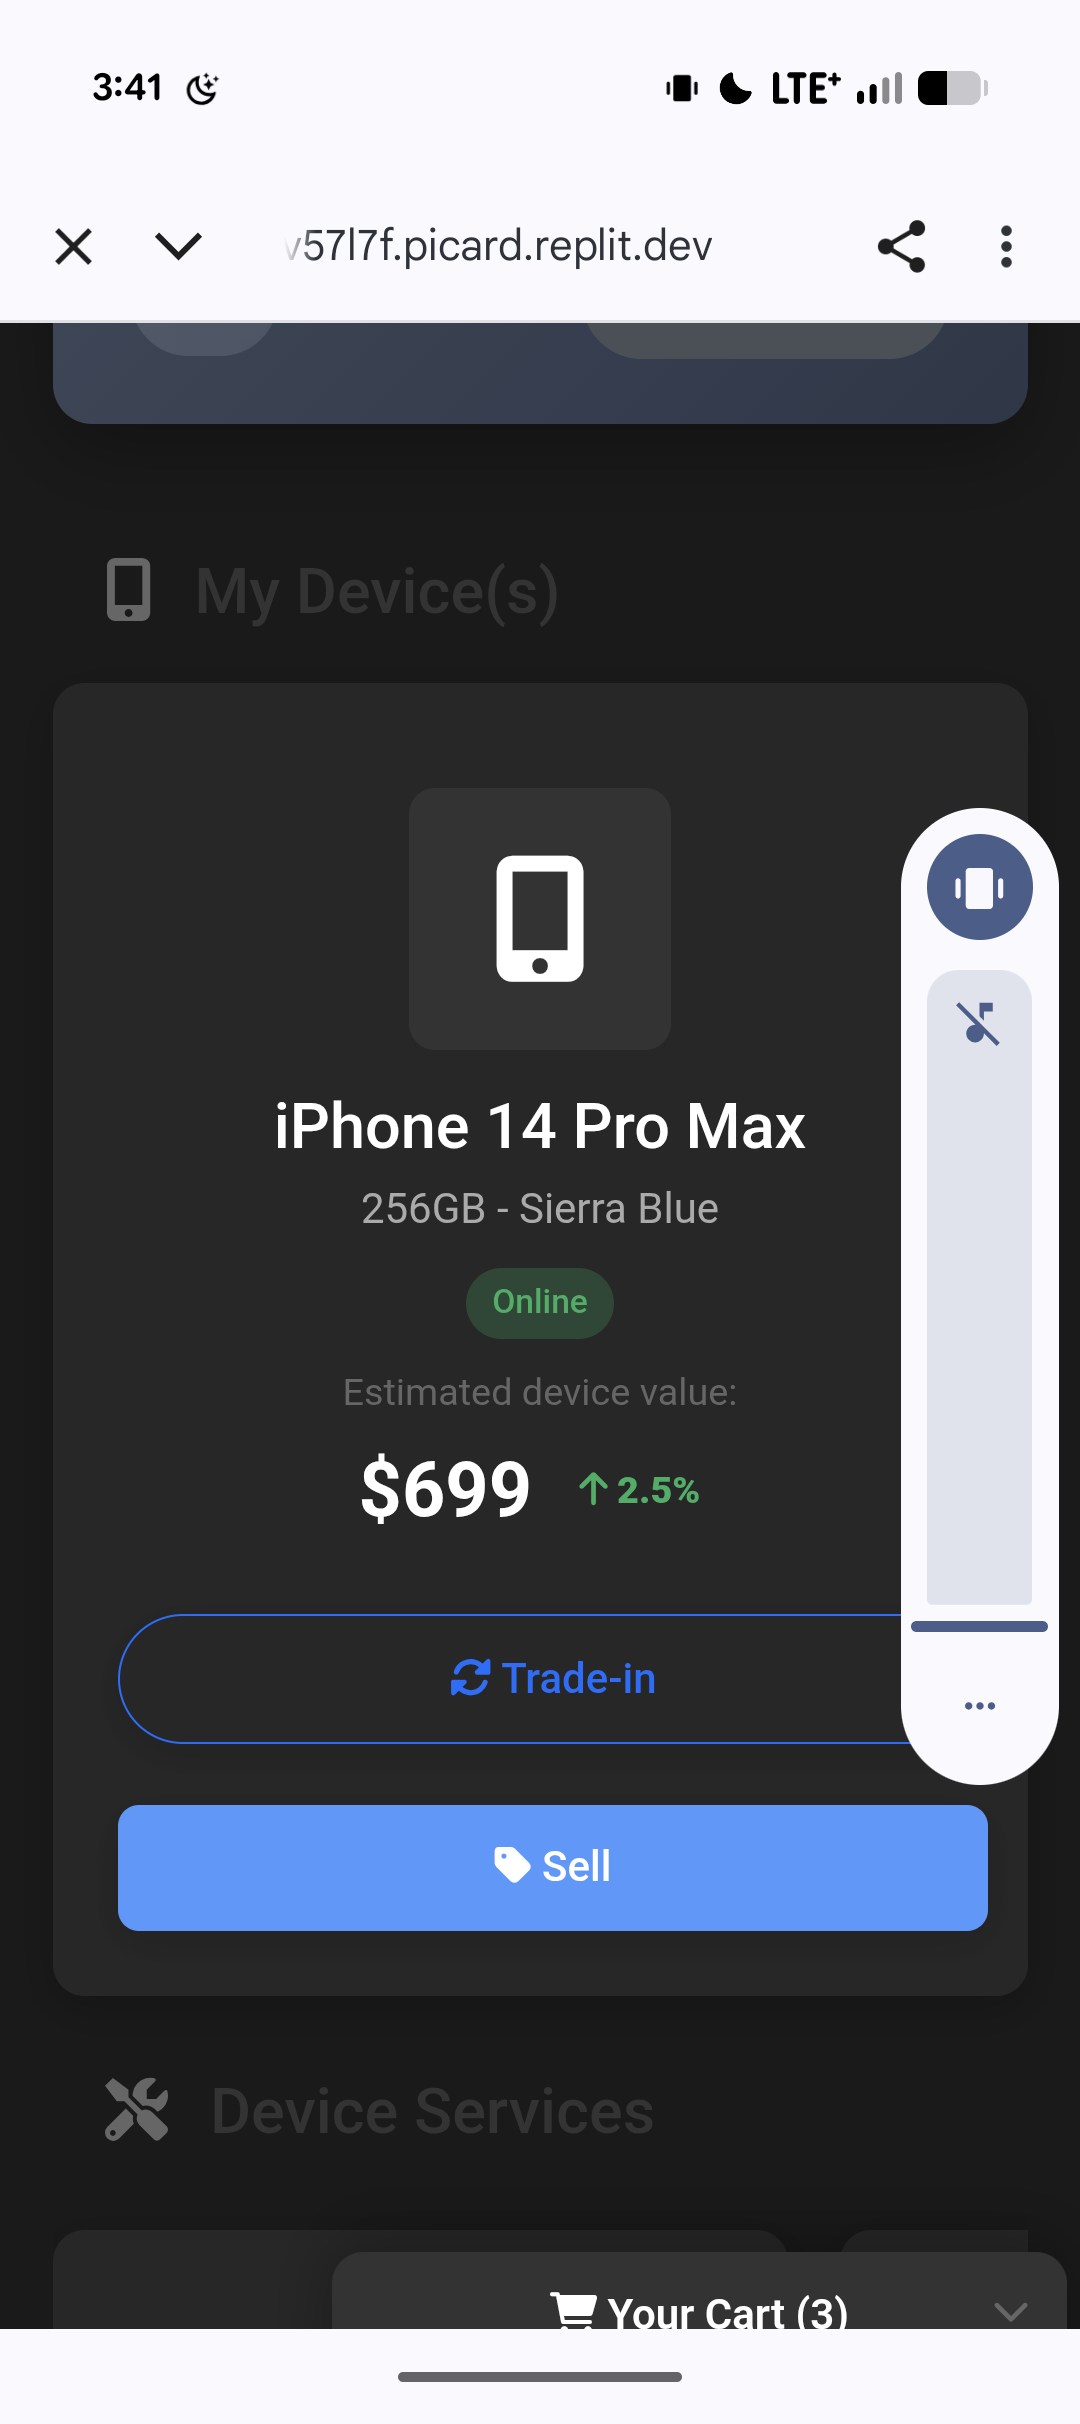 3:41 LTE+
v57l7f.picard.replit.dev
My Device(s)
iPhone 14 Pro Max
256GB - Sierra Blue
Online
Estimated device value:
$699 2.5%
Trade-in
Sell
Device Services
Your Cart (3)